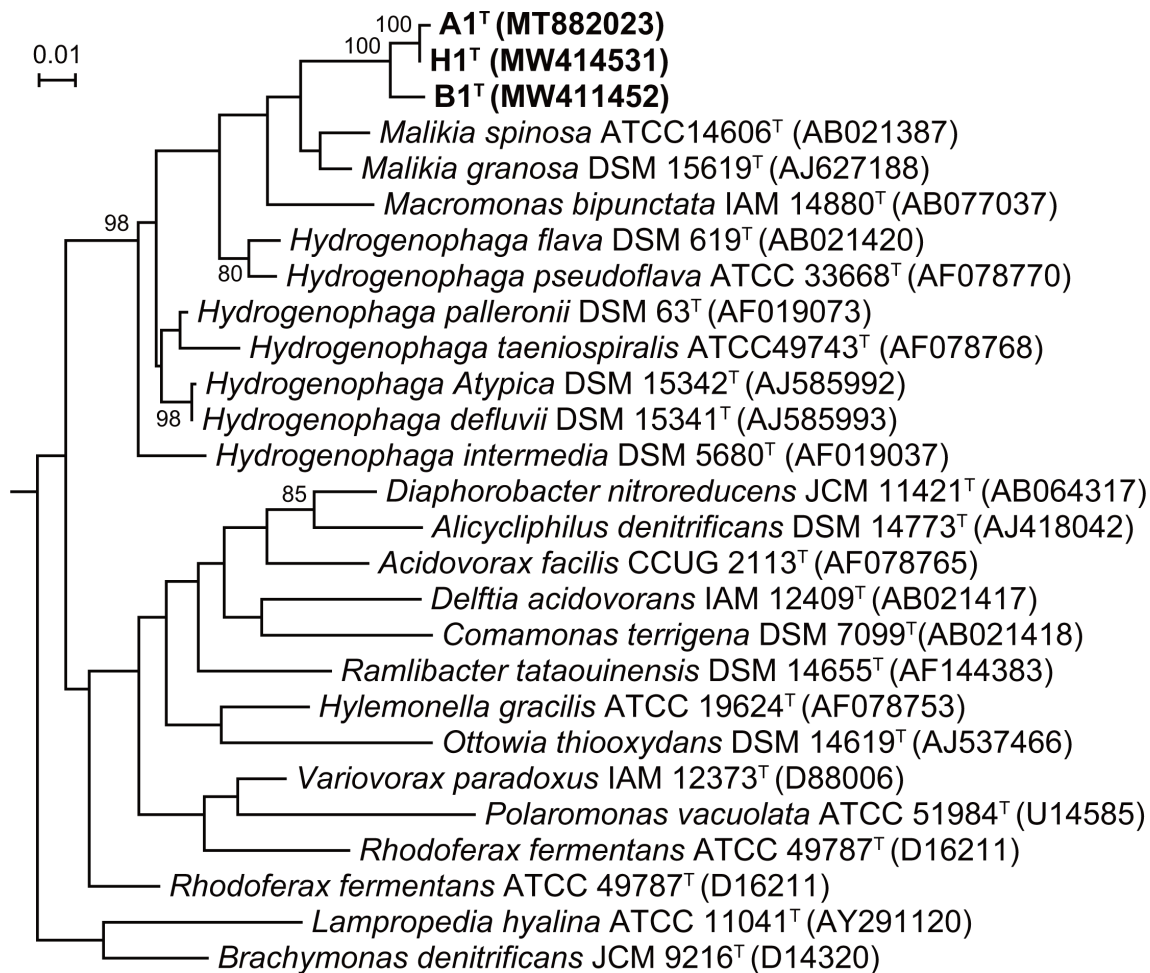 100
A1ᵀ (MT882023)
0.01
100
H1ᵀ (MW414531)
B1ᵀ (MW411452)
Malikia spinosa ATCC14606ᵀ (AB021387)
Malikia granosa DSM 15619ᵀ (AJ627188)
Macromonas bipunctata IAM 14880ᵀ (AB077037)
98
Hydrogenophaga flava DSM 619ᵀ (AB021420)
80
Hydrogenophaga pseudoflava ATCC 33668ᵀ (AF078770)
Hydrogenophaga palleronii DSM 63ᵀ (AF019073)
Hydrogenophaga taeniospiralis ATCC49743ᵀ (AF078768)
Hydrogenophaga Atypica DSM 15342ᵀ (AJ585992)
98
Hydrogenophaga defluvii DSM 15341ᵀ (AJ585993)
Hydrogenophaga intermedia DSM 5680ᵀ (AF019037)
85
Diaphorobacter nitroreducens JCM 11421ᵀ (AB064317)
Alicycliphilus denitrificans DSM 14773ᵀ (AJ418042)
Acidovorax facilis CCUG 2113ᵀ (AF078765)
Delftia acidovorans IAM 12409ᵀ (AB021417)
Comamonas terrigena DSM 7099ᵀ(AB021418)
Ramlibacter tataouinensis DSM 14655ᵀ (AF144383)
Hylemonella gracilis ATCC 19624ᵀ (AF078753)
Ottowia thiooxydans DSM 14619ᵀ (AJ537466)
Variovorax paradoxus IAM 12373ᵀ (D88006)
Polaromonas vacuolata ATCC 51984ᵀ (U14585)
Rhodoferax fermentans ATCC 49787ᵀ (D16211)
Rhodoferax fermentans ATCC 49787ᵀ (D16211)
Lampropedia hyalina ATCC 11041ᵀ (AY291120)
Brachymonas denitrificans JCM 9216ᵀ (D14320)